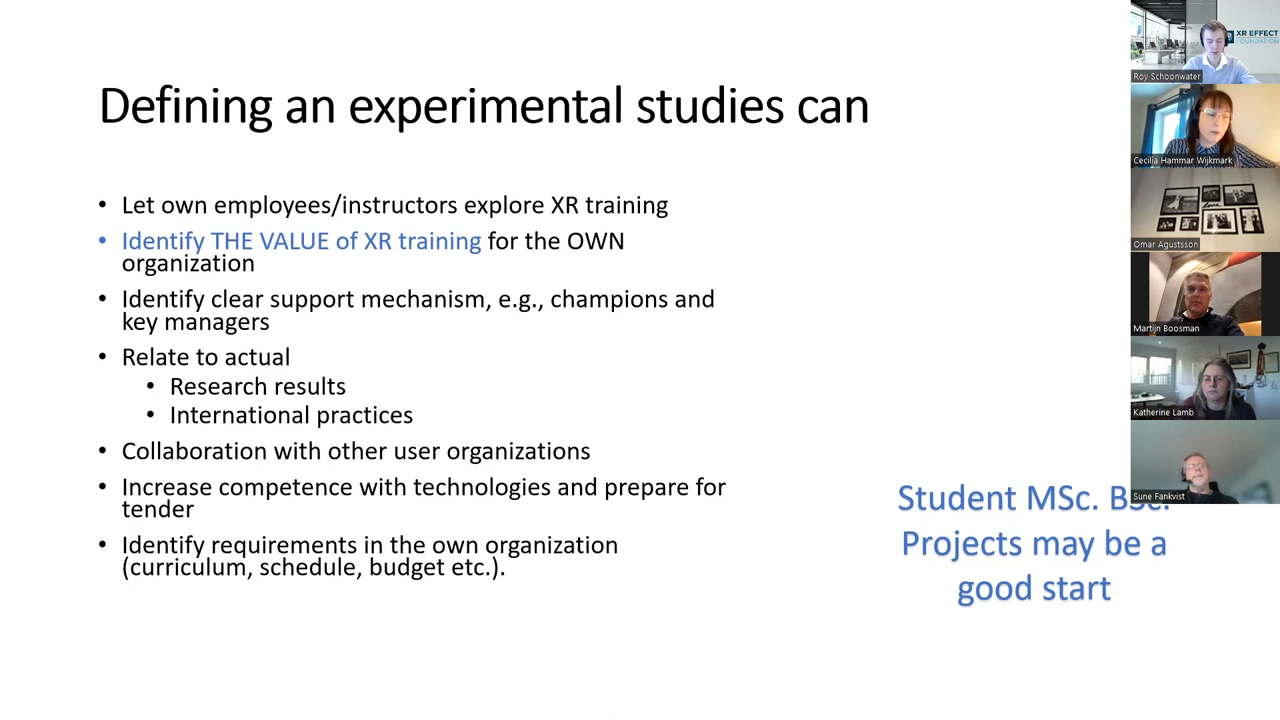 Defining an experimental studies can
• Let own employees/instructors explore XR training
• Identify THE VALUE of XR training for the OWN
organization
• Identify clear support mechanism, e.g., champions and
key managers
• Relate to actual
• Research results
• International practices
• Collaboration with other user organizations
• Increase competence with technologies and prepare for
tender
• Identify requirements in the own organization
(curriculum, schedule, budget etc.).
Student MSc. BSc.
Projects may be a
good start
XR EFFECT
FOUNDATION
Roy Schoonwater
Cecilia Hammar Wijkmark
Omar Agustsson
Martijn Boosman
Katherine Lamb
Sune Fankvist